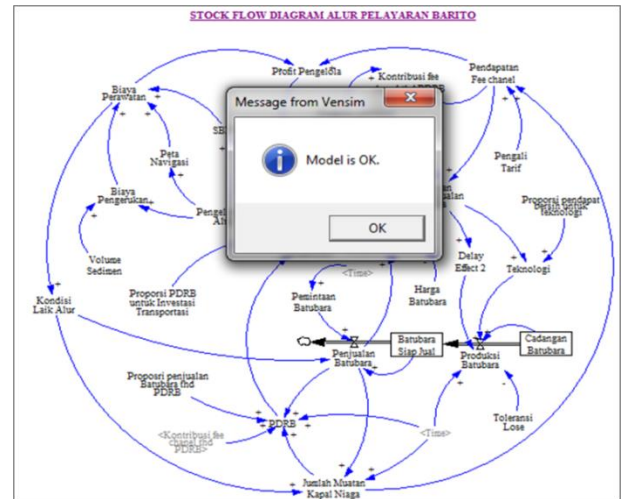 STOCK FLOW DIAGRAM ALUR PELAYARAN BARITO
Profit Pengelola
Pendapatan
Fee chanel
Biaya
Perawatan
Kontribusi fee
Message from Vensim
Model is OK.
OK
Peta
Navigasi
Pengali
Tarif
Biaya
Pengerukan
Proporsi pendapat
teknologi
Volume
Sedimen
Delay
Effect 2
Teknologi
<Time>
Kondisi
Laik Alur
Proporsi PDRB
untuk Investasi
Transportasi
Harga
Batubara
Batubara
Penjualan
Batubara
Batubara
Siap Jual
Produksi
Batubara
Cadangan
Batubara
Proposri penjualan
Batubara thd
PDRB
PDRB
<Kontribusi fee
chanel thd
PDRB>
<Time>
Toleransi
Lose
Jumlah Muatan
Kapal Niaga